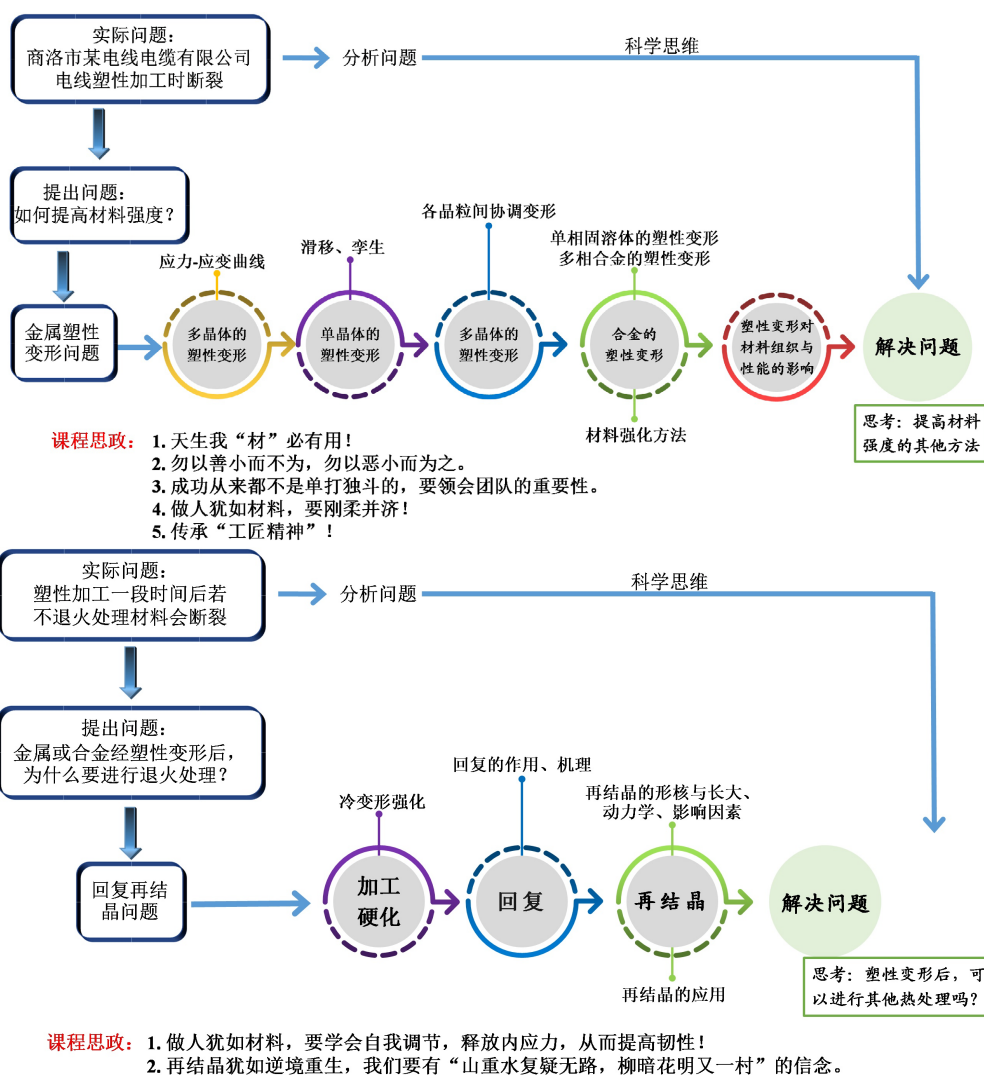 实际问题：
商洛市某电线电缆有限公司
电线塑性加工时断裂
分析问题
科学思维
提出问题：
如何提高材料强度？
金属塑性
变形问题
应力-应变曲线
多晶体的
塑性变形
滑移、孪生
单晶体的
塑性变形
各品粒间协调变形
多晶体的
塑性变形
单相固溶体的塑性变形
多相合金的塑性变形
合金的
塑性变形
材料强化方法
塑性变形对
材料组织与
性能的影响
解决问题
思考：提高材料
强度的其他方法
课程思政：
1. 天生我“材”必有用！
2. 勿以善小而不为，勿以恶小而为之。
3. 成功从来都不是单打独斗的，要领会团队的重要性。
4. 做人犹如材料，要刚柔并济！
5. 传承“工匠精神”！
实际问题：
塑性加工一段时间后若
不退火处理材料会断裂
分析问题
科学思维
提出问题：
金属或合金经塑性变形后，
为什么要进行退火处理？
回复再结
晶问题
冷变形强化
加工
硬化
回复的作用、机理
回复
再结晶的形核与长大、
动力学、影响因素
再结晶
再结晶的应用
解决问题
思考：塑性变形后，可
以进行其他热处理吗？
课程思政：
1. 做人犹如材料，要学会自我调节，释放内应力，从而提高韧性！
2. 再结晶犹如逆境重生，我们要有“山重水复疑无路，柳暗花明又一村”的信念。